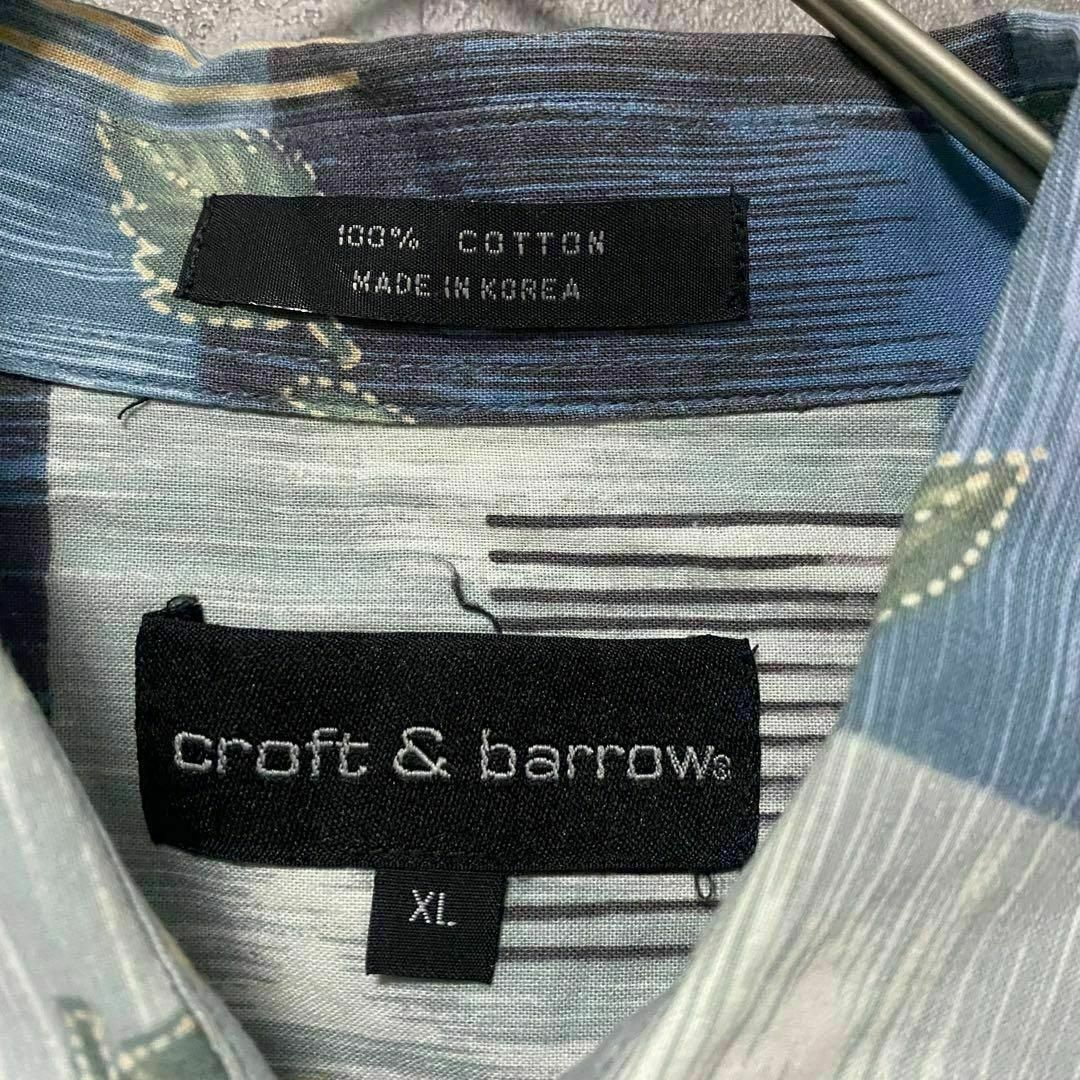 100% COTTON
MADE IN KOREA
croft & barrow®
XL